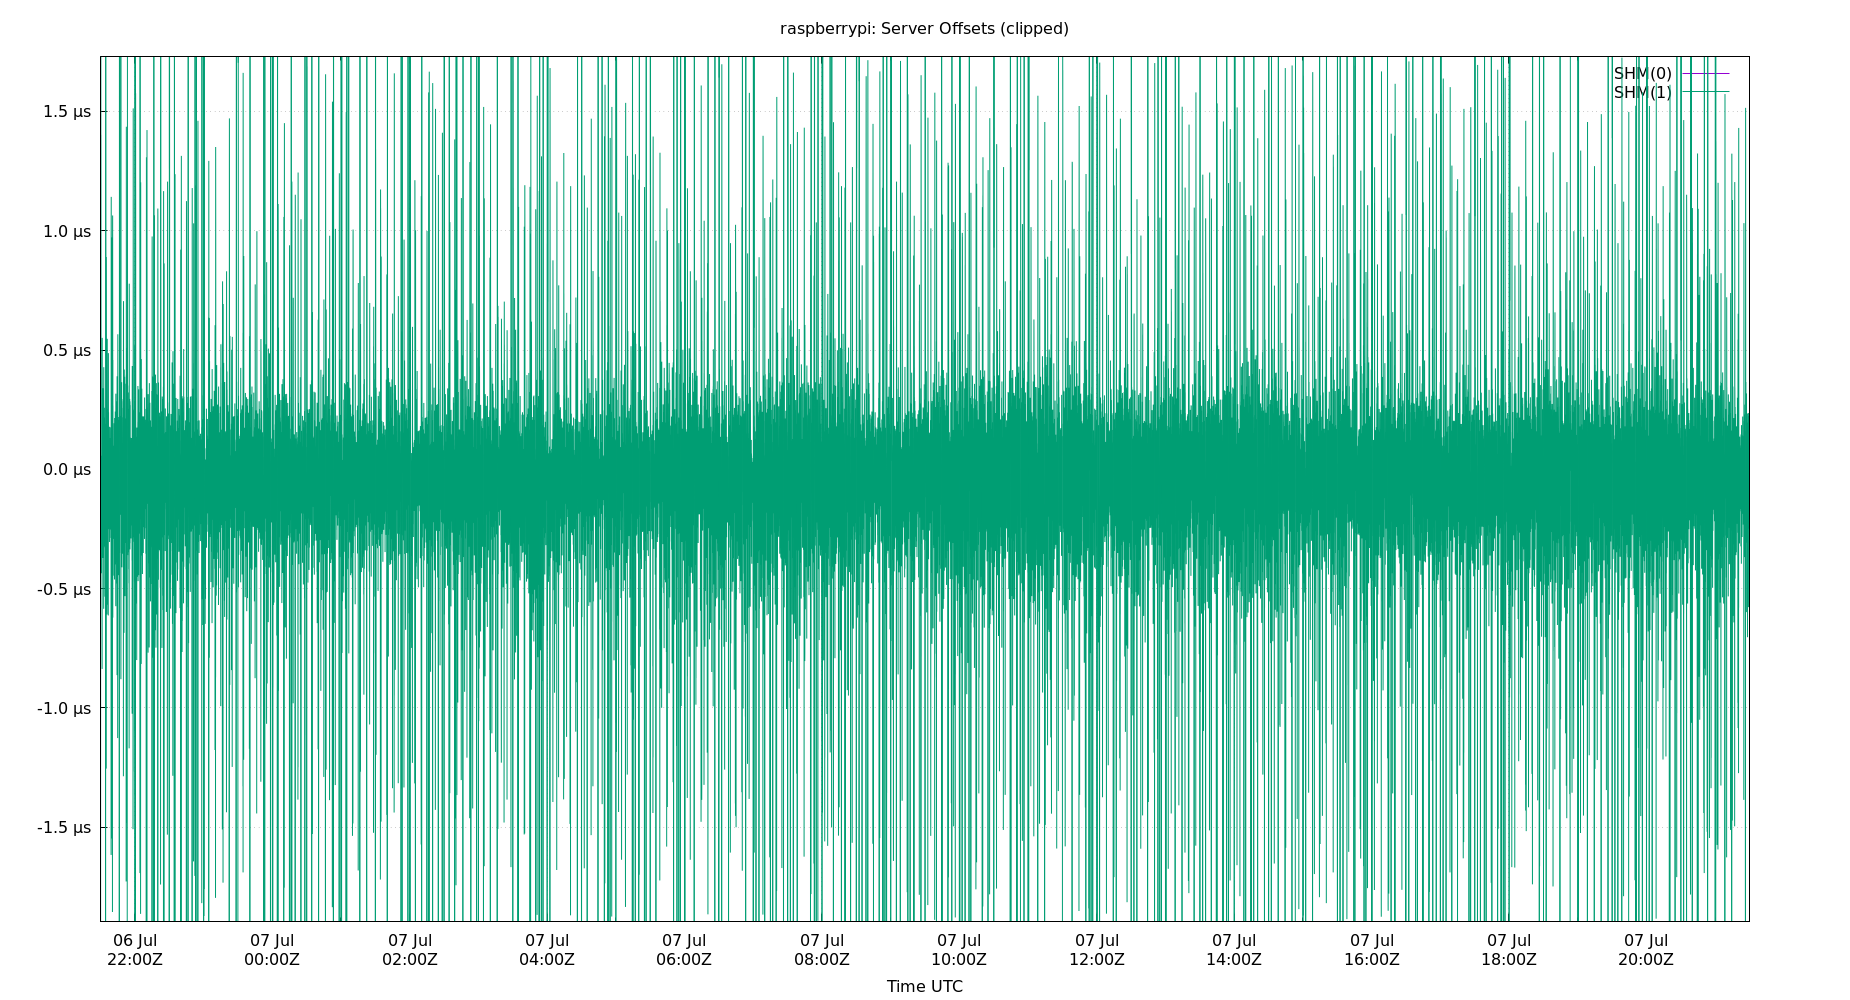 raspberrypi: Server Offsets (clipped)
SHM(0)
SHM(1)
1.5 µs
1.0 µs
0.5 µs
0.0 µs
-0.5 µs
-1.0 µs
-1.5 µs
06 Jul 07 Jul 07 Jul 07 Jul 07 Jul 07 Jul 07 Jul 07 Jul 07 Jul 07 Jul 07 Jul 07 Jul
22:00Z 00:00Z 02:00Z 04:00Z 06:00Z 08:00Z 10:00Z 12:00Z 14:00Z 16:00Z 18:00Z 20:00Z
Time UTC